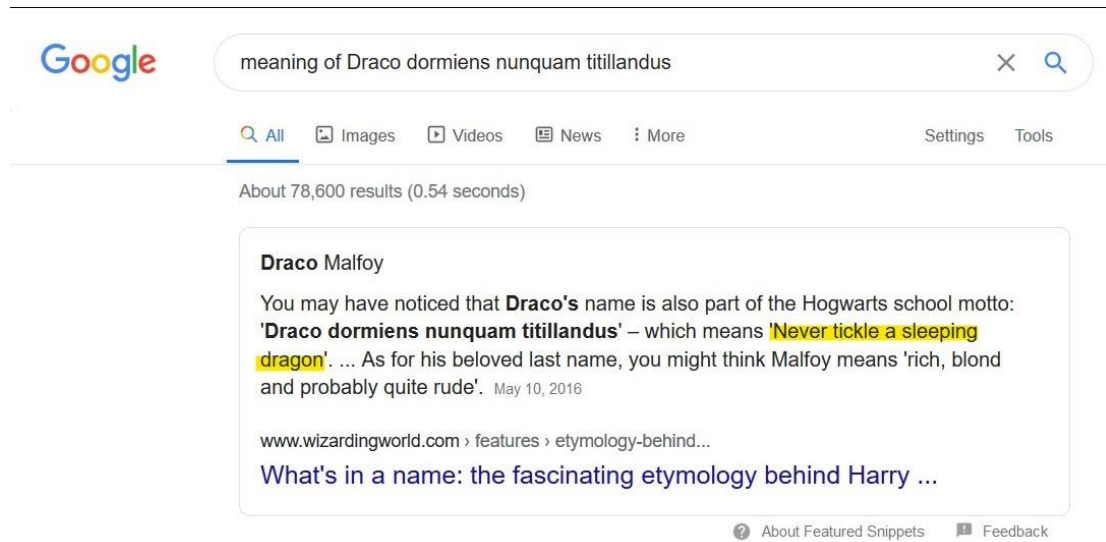 Google
meaning of Draco dormiens nunquam titillandus
All Images Videos News More Settings Tools
About 78,600 results (0.54 seconds)
Draco Malfoy
You may have noticed that Draco's name is also part of the Hogwarts school motto:
'Draco dormiens nunquam titillandus' – which means 'Never tickle a sleeping
dragon'. ... As for his beloved last name, you might think Malfoy means 'rich, blond
and probably quite rude'. May 10, 2016
www.wizardingworld.com › features › etymology-behind...
What's in a name: the fascinating etymology behind Harry ...
About Featured Snippets Feedback